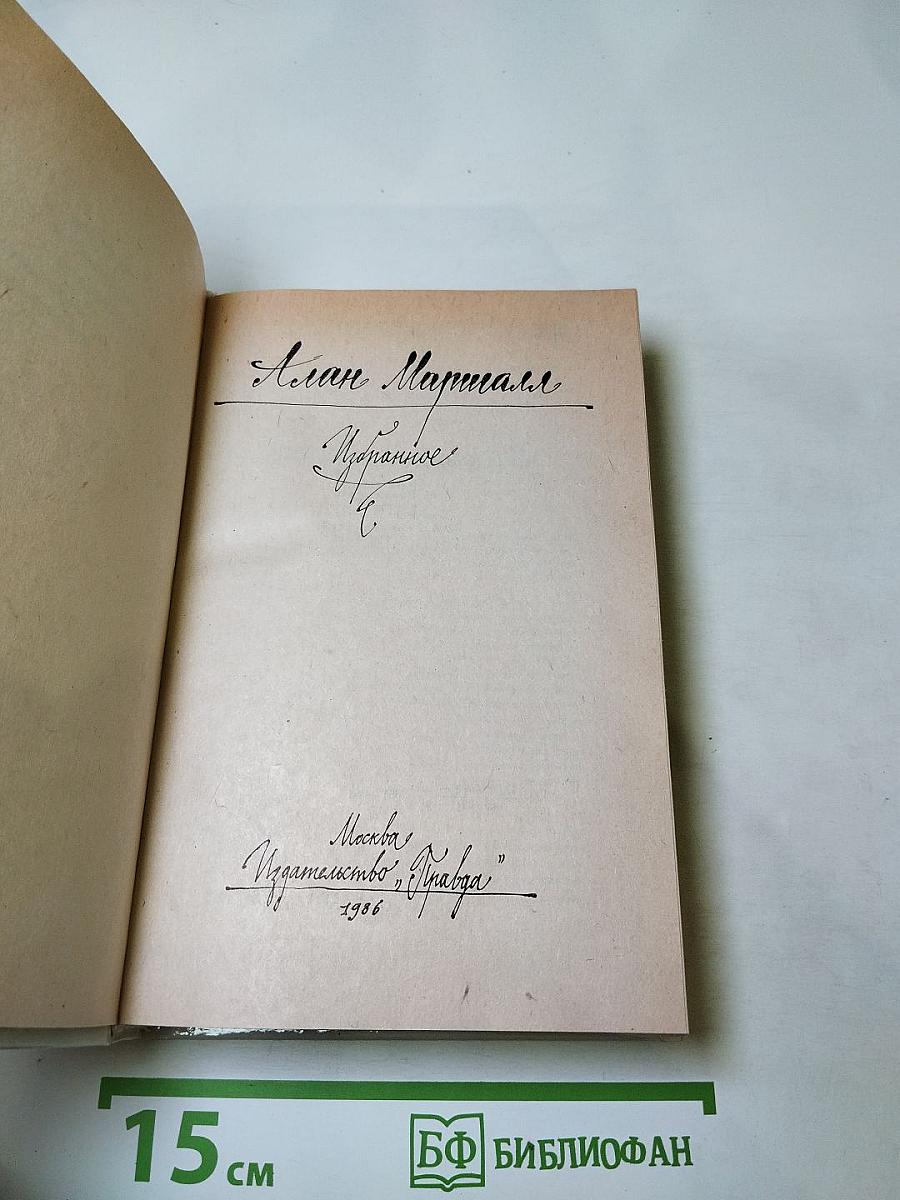 Алан Маршалл
Избранное
Москва
Издательство „Правда"
1986
15 см
БФ БИБЛИОФАН